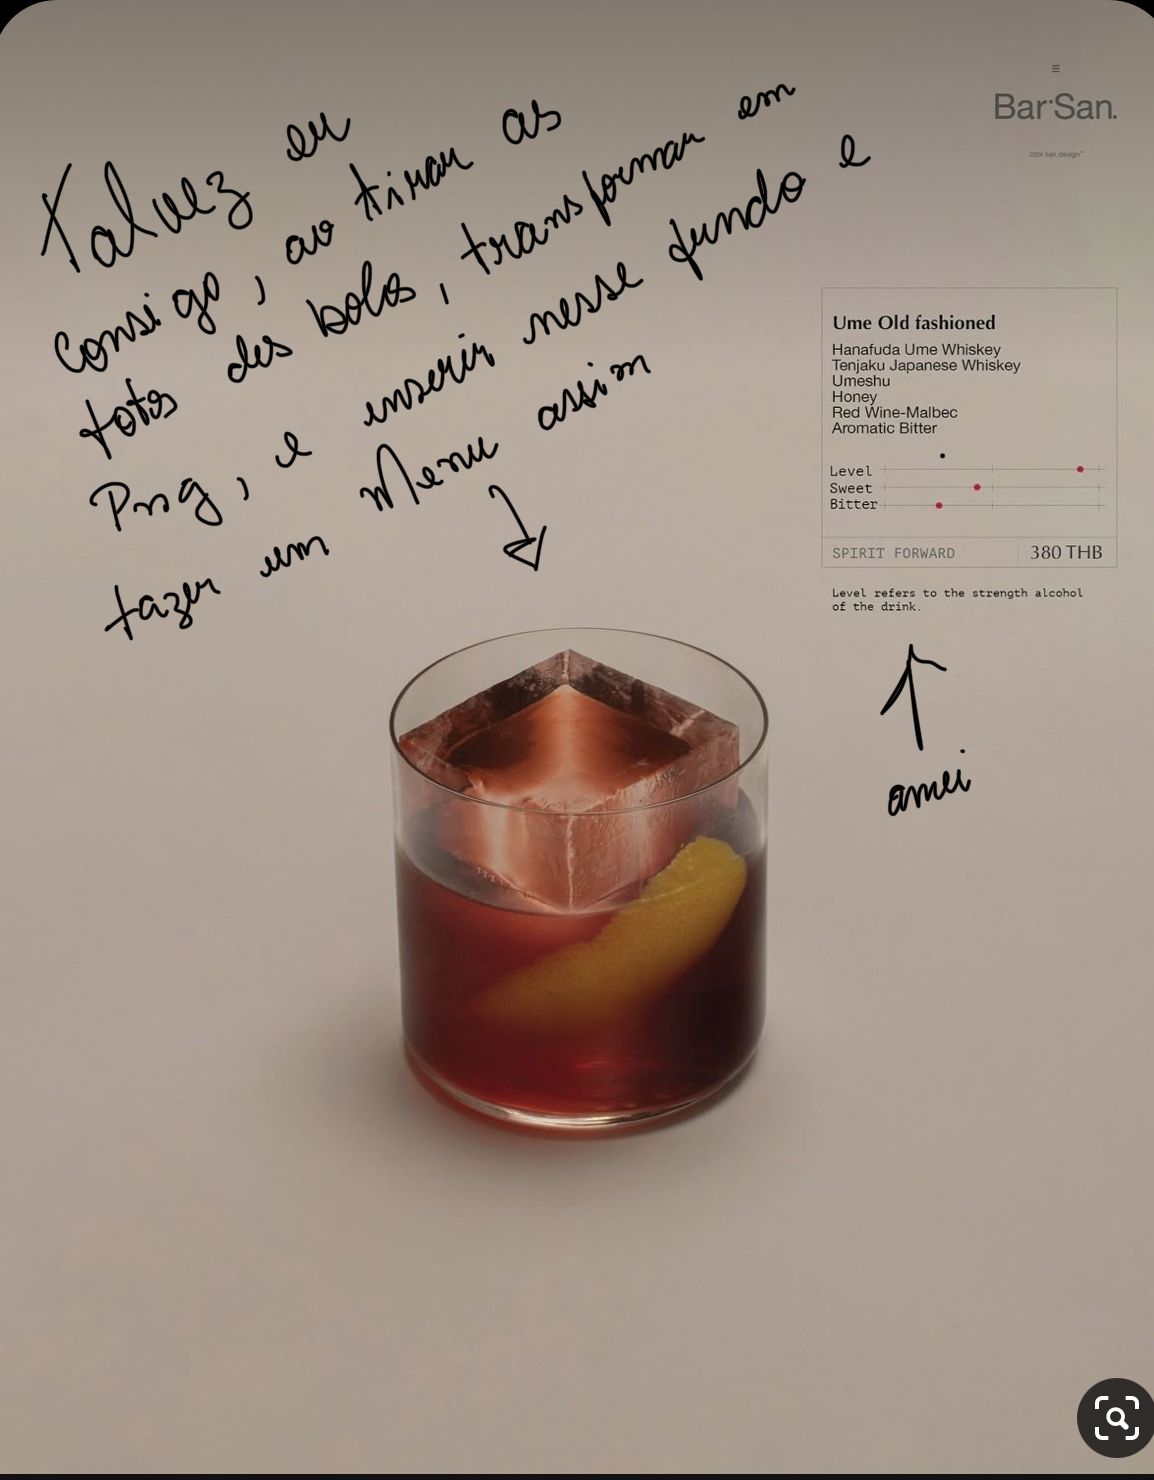 Bar·San.
2024 san.design°
Talvez eu
consigo, ao tirar as
fotos dos bolos, transformar em
Png, e inserir nesse fundo e
fazer um Menu assim
Ume Old fashioned
Hanafuda Ume Whiskey
Tenjaku Japanese Whiskey
Umeshu
Honey
Red Wine-Malbec
Aromatic Bitter
Level
Sweet
Bitter
SPIRIT FORWARD 380 THB
Level refers to the strength alcohol
of the drink.
amei